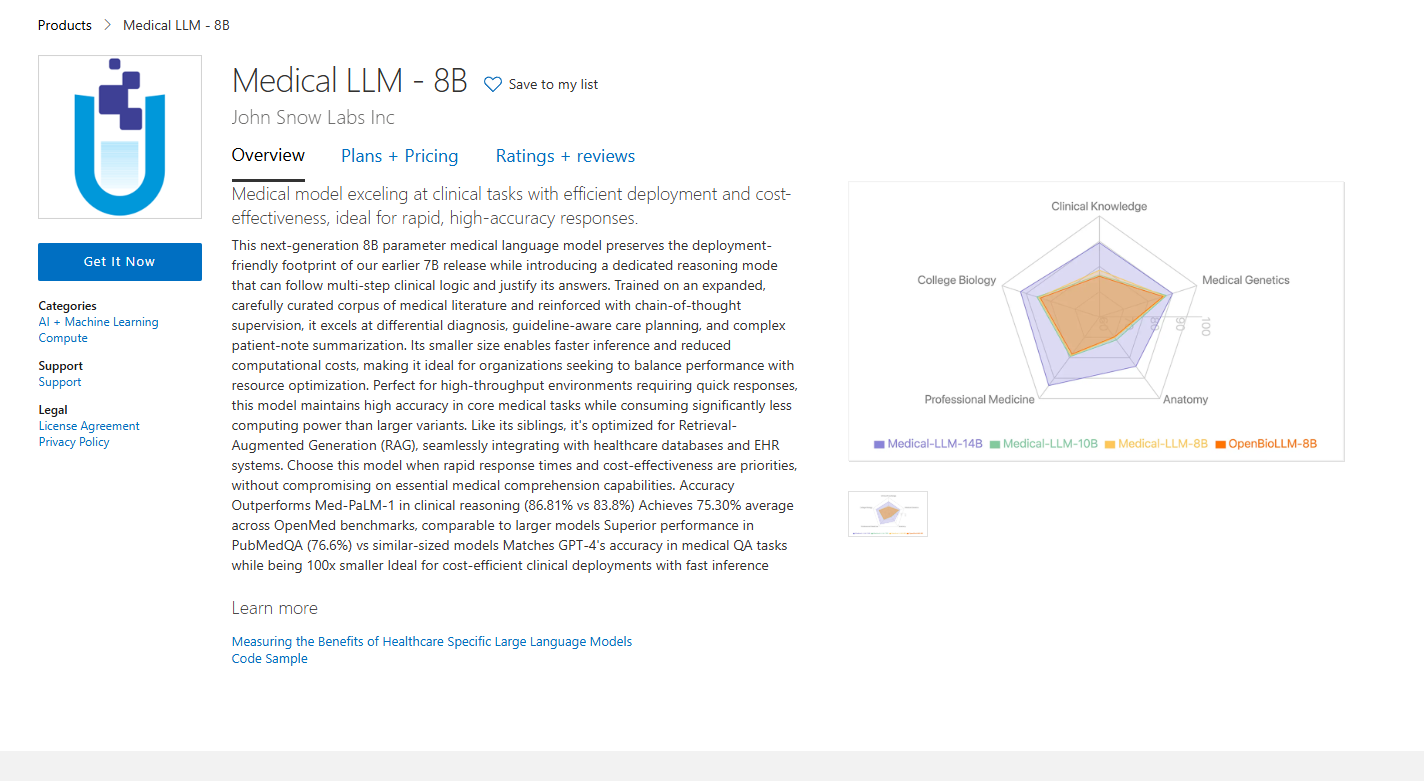 Products > Medical LLM - 8B
Medical LLM - 8B
Save to my list
John Snow Labs Inc
Overview
Plans + Pricing
Ratings + reviews
Get It Now
Categories
AI + Machine Learning
Compute
Support
Support
Legal
License Agreement
Privacy Policy
Medical model exceling at clinical tasks with efficient deployment and cost-
effectiveness, ideal for rapid, high-accuracy responses.
This next-generation 8B parameter medical language model preserves the deployment-
friendly footprint of our earlier 7B release while introducing a dedicated reasoning mode
that can follow multi-step clinical logic and justify its answers. Trained on an expanded,
carefully curated corpus of medical literature and reinforced with chain-of-thought
supervision, it excels at differential diagnosis, guideline-aware care planning, and complex
patient-note summarization. Its smaller size enables faster inference and reduced
computational costs, making it ideal for organizations seeking to balance performance with
resource optimization. Perfect for high-throughput environments requiring quick responses,
this model maintains high accuracy in core medical tasks while consuming significantly less
computing power than larger variants. Like its siblings, it's optimized for Retrieval-
Augmented Generation (RAG), seamlessly integrating with healthcare databases and EHR
systems. Choose this model when rapid response times and cost-effectiveness are priorities,
without compromising on essential medical comprehension capabilities. Accuracy
Outperforms Med-PaLM-1 in clinical reasoning (86.81% vs 83.8%) Achieves 75.30% average
across OpenMed benchmarks, comparable to larger models Superior performance in
PubMedQA (76.6%) vs similar-sized models Matches GPT-4's accuracy in medical QA tasks
while being 100x smaller Ideal for cost-efficient clinical deployments with fast inference
Learn more
Measuring the Benefits of Healthcare Specific Large Language Models
Code Sample
Clinical Knowledge
College Biology
Medical Genetics
80
90
100
Professional Medicine
Anatomy
Medical-LLM-14B
Medical-LLM-10B
Medical-LLM-8B
OpenBioLLM-8B